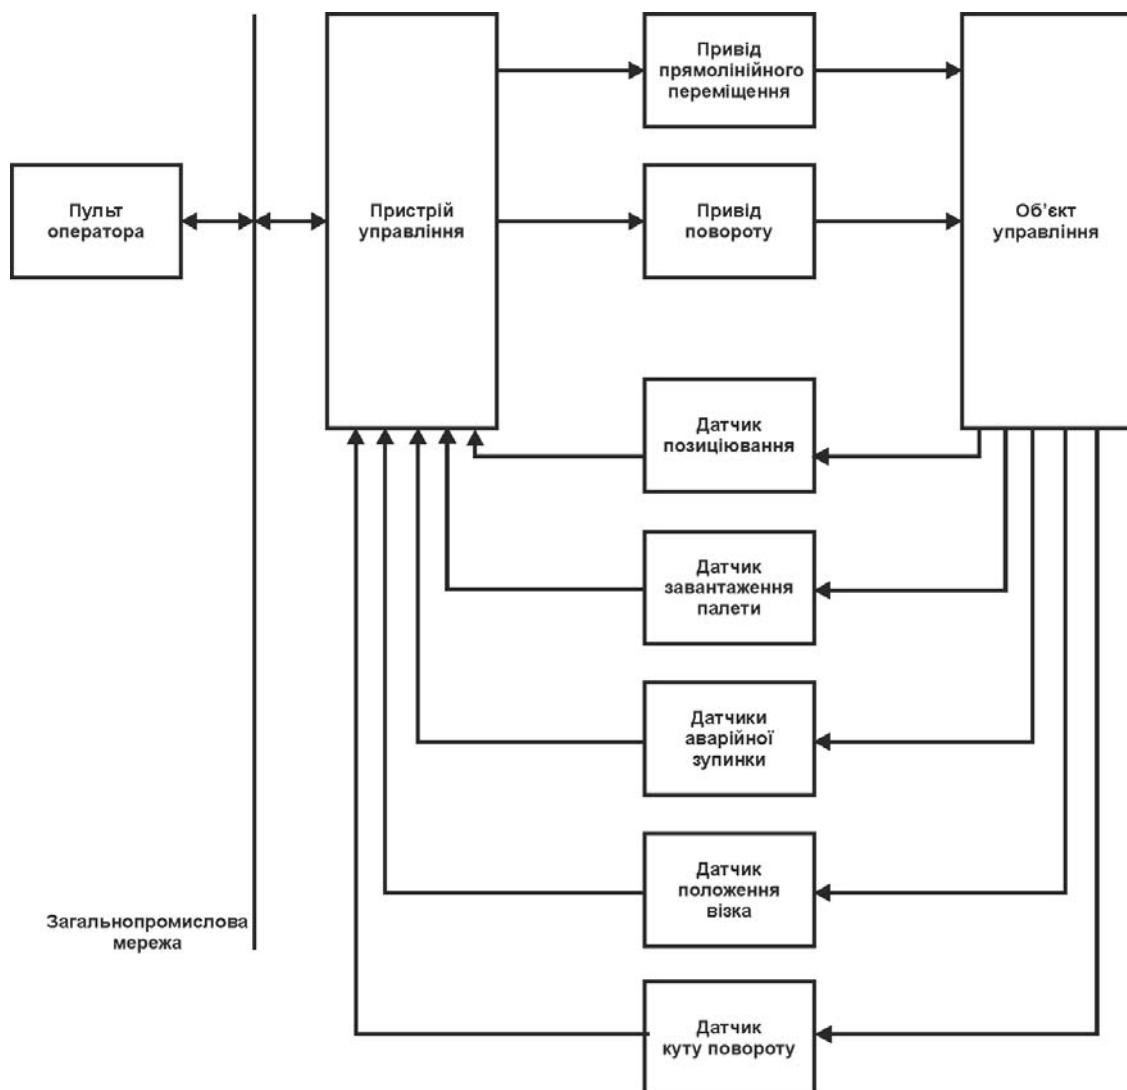 Привід
прямолінійного
переміщення
Пульт
оператора
Пристрій
управління
Привід
повороту
Об’єкт
управління
Датчик
позиціювання
Датчик
завантаження
палети
Датчики
аварійної
зупинки
Датчик
положення
візка
Загальнопромислова
мережа
Датчик
куту повороту